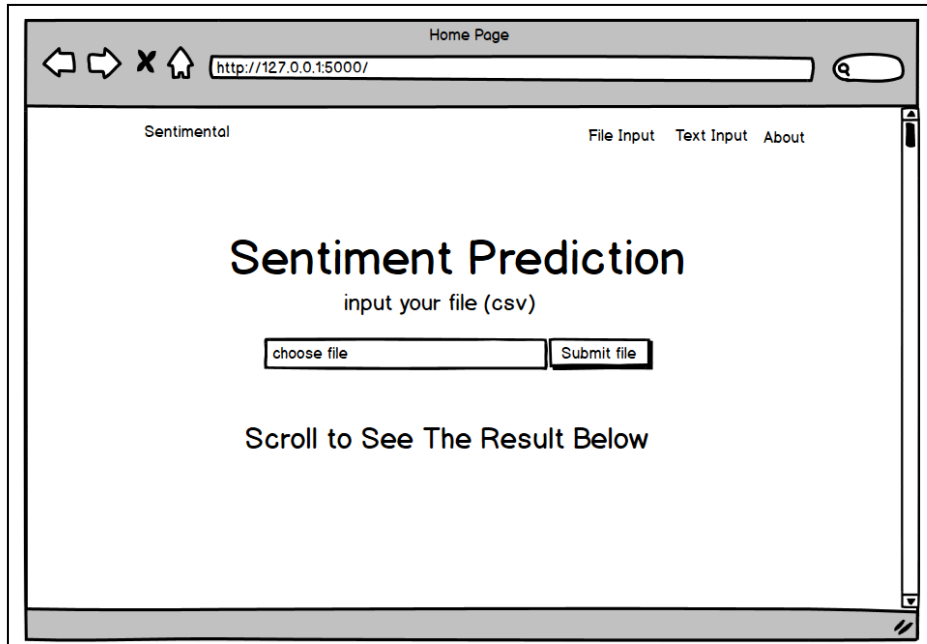 Home Page
http://127.0.0.1:5000/
Sentimental
File Input Text Input About
Sentiment Prediction
input your file (csv)
choose file
Submit file
Scroll to See The Result Below